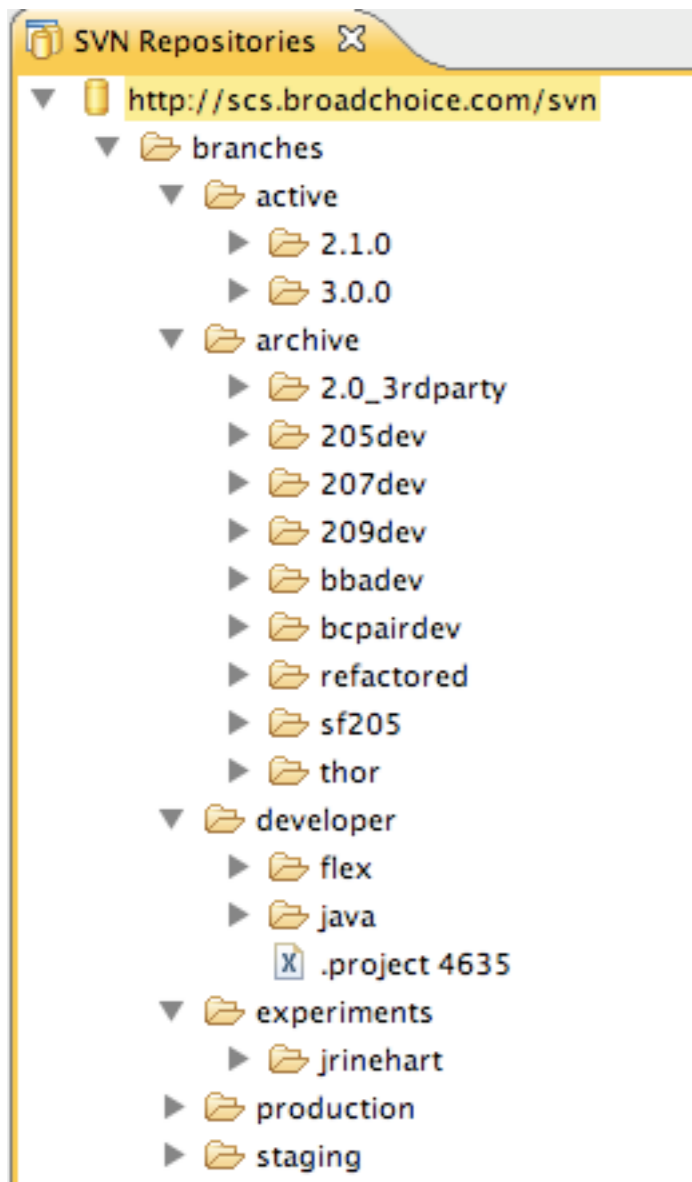 SVN Repositories
http://scs.broadchoice.com/svn
branches
active
2.1.0
3.0.0
archive
2.0_3rdparty
205dev
207dev
209dev
bbadev
bcpairdev
refactored
sf205
thor
developer
flex
java
.project 4635
experiments
jrinehart
production
staging